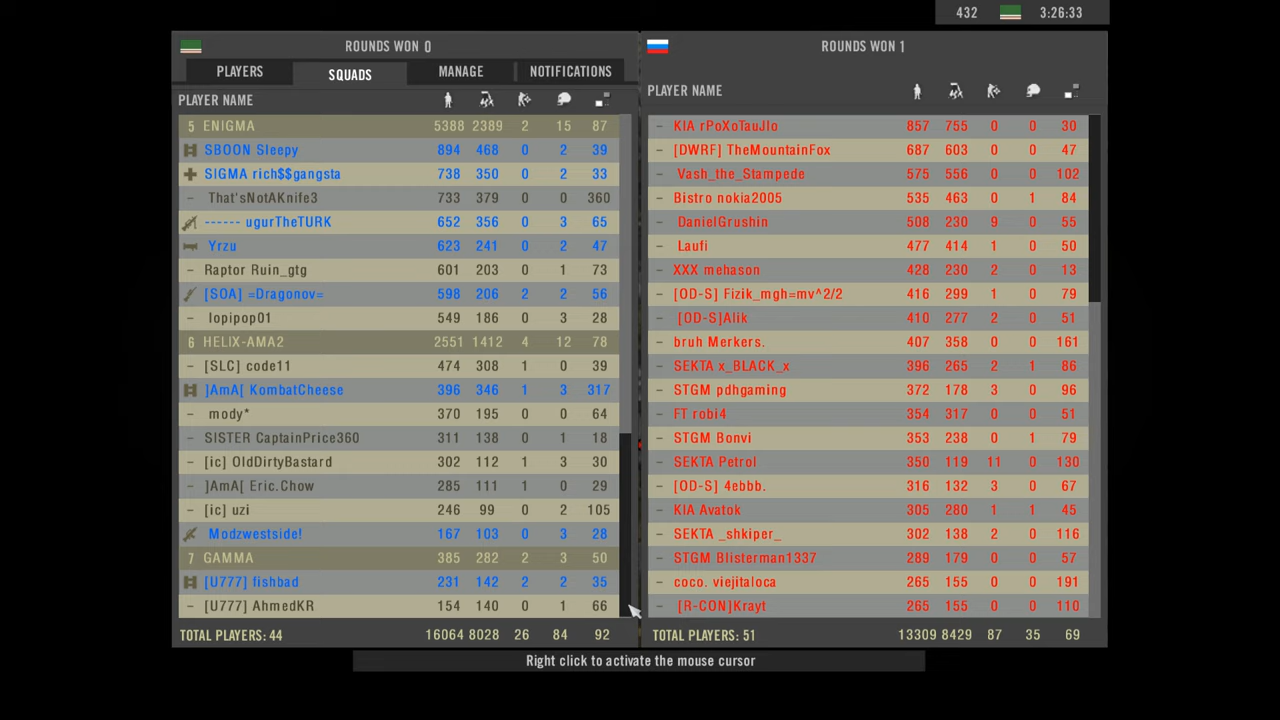 432 3:26:33
ROUNDS WON 0
PLAYERS SQUADS MANAGE NOTIFICATIONS
PLAYER NAME
5 ENIGMA 5388 2389 2 15 87
SBOON Sleepy 894 468 0 2 39
SIGMA rich$$gangsta 738 350 0 2 33
- That'sNotAKnife3 733 379 0 0 360
------ ugurTheTURK 652 356 0 3 65
Yrzu 623 241 0 2 47
- Raptor Ruin_gtg 601 203 0 1 73
[SOA] =Dragonov= 598 206 2 2 56
- lopipop01 549 186 0 3 28
6 HELIX-AMA2 2551 1412 4 12 78
- [SLC] code11 474 308 1 0 39
]AmA[ KombatCheese 396 346 1 3 317
- mody* 370 195 0 0 64
- SISTER CaptainPrice360 311 138 0 1 18
- [ic] OldDirtyBastard 302 112 1 3 30
- ]AmA[ Eric.Chow 285 111 1 0 29
- [ic] uzi 246 99 0 2 105
Modzwestside! 167 103 0 3 28
7 GAMMA 385 282 2 3 50
[U777] fishbad 231 142 2 2 35
- [U777] AhmedKR 154 140 0 1 66
TOTAL PLAYERS: 44 16064 8028 26 84 92
ROUNDS WON 1
PLAYER NAME
- KIA rPoXoTauJIo 857 755 0 0 30
- [DWRF] TheMountainFox 687 603 0 0 47
- Vash_the_Stampede 575 556 0 0 102
- Bistro nokia2005 535 463 0 1 84
- DanielGrushin 508 230 9 0 55
- Laufi 477 414 1 0 50
- XXX mehason 428 230 2 0 13
- [OD-S] Fizik_mgh=mv^2/2 416 299 1 0 79
- [OD-S]Alik 410 277 2 0 51
- bruh Merkers. 407 358 0 0 161
- SEKTA x_BLACK_x 396 265 2 1 86
- STGM pdhgaming 372 178 3 0 96
- FT robi4 354 317 0 0 51
- STGM Bonvi 353 238 0 1 79
- SEKTA Petrol 350 119 11 0 130
- [OD-S] 4ebbb. 316 132 3 0 67
- KIA Avatok 305 280 1 1 45
- SEKTA _shkiper_ 302 138 2 0 116
- STGM Blisterman1337 289 179 0 0 57
- coco. viejitaloca 265 155 0 0 191
- [R-CON]Krayt 265 155 0 0 110
TOTAL PLAYERS: 51 13309 8429 87 35 69
Right click to activate the mouse cursor